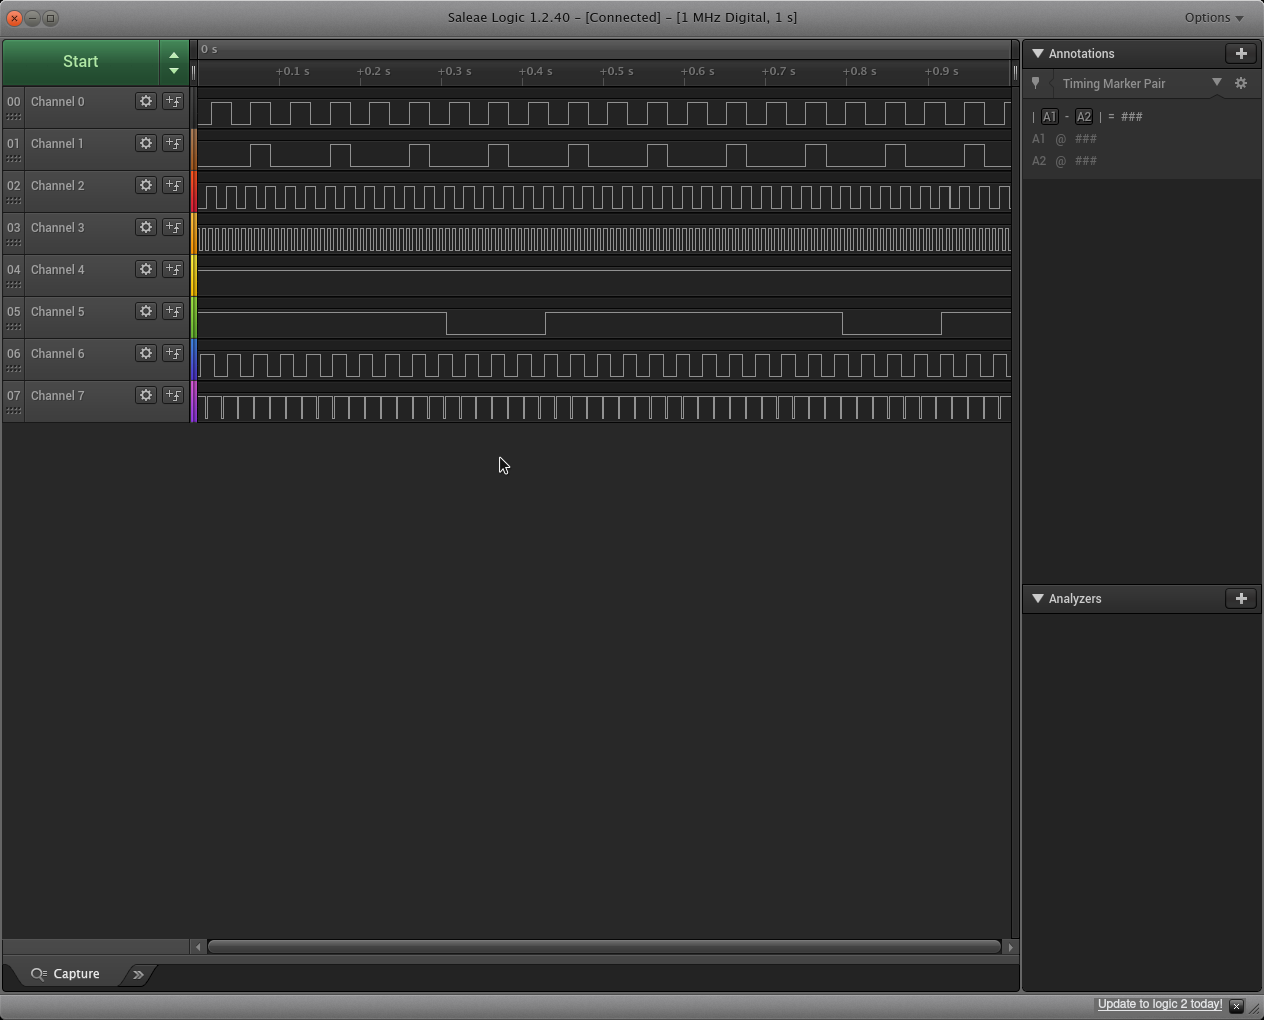 Saleae Logic 1.2.40 – [Connected] – [1 MHz Digital, 1 s]
Options
Start
0 s
+0.1 s +0.2 s +0.3 s +0.4 s +0.5 s +0.6 s +0.7 s +0.8 s +0.9 s
00 Channel 0
01 Channel 1
02 Channel 2
03 Channel 3
04 Channel 4
05 Channel 5
06 Channel 6
07 Channel 7
Annotations
Timing Marker Pair
| A1 - A2 | = ###
A1 @ ###
A2 @ ###
Analyzers
Capture
Update to logic 2 today!